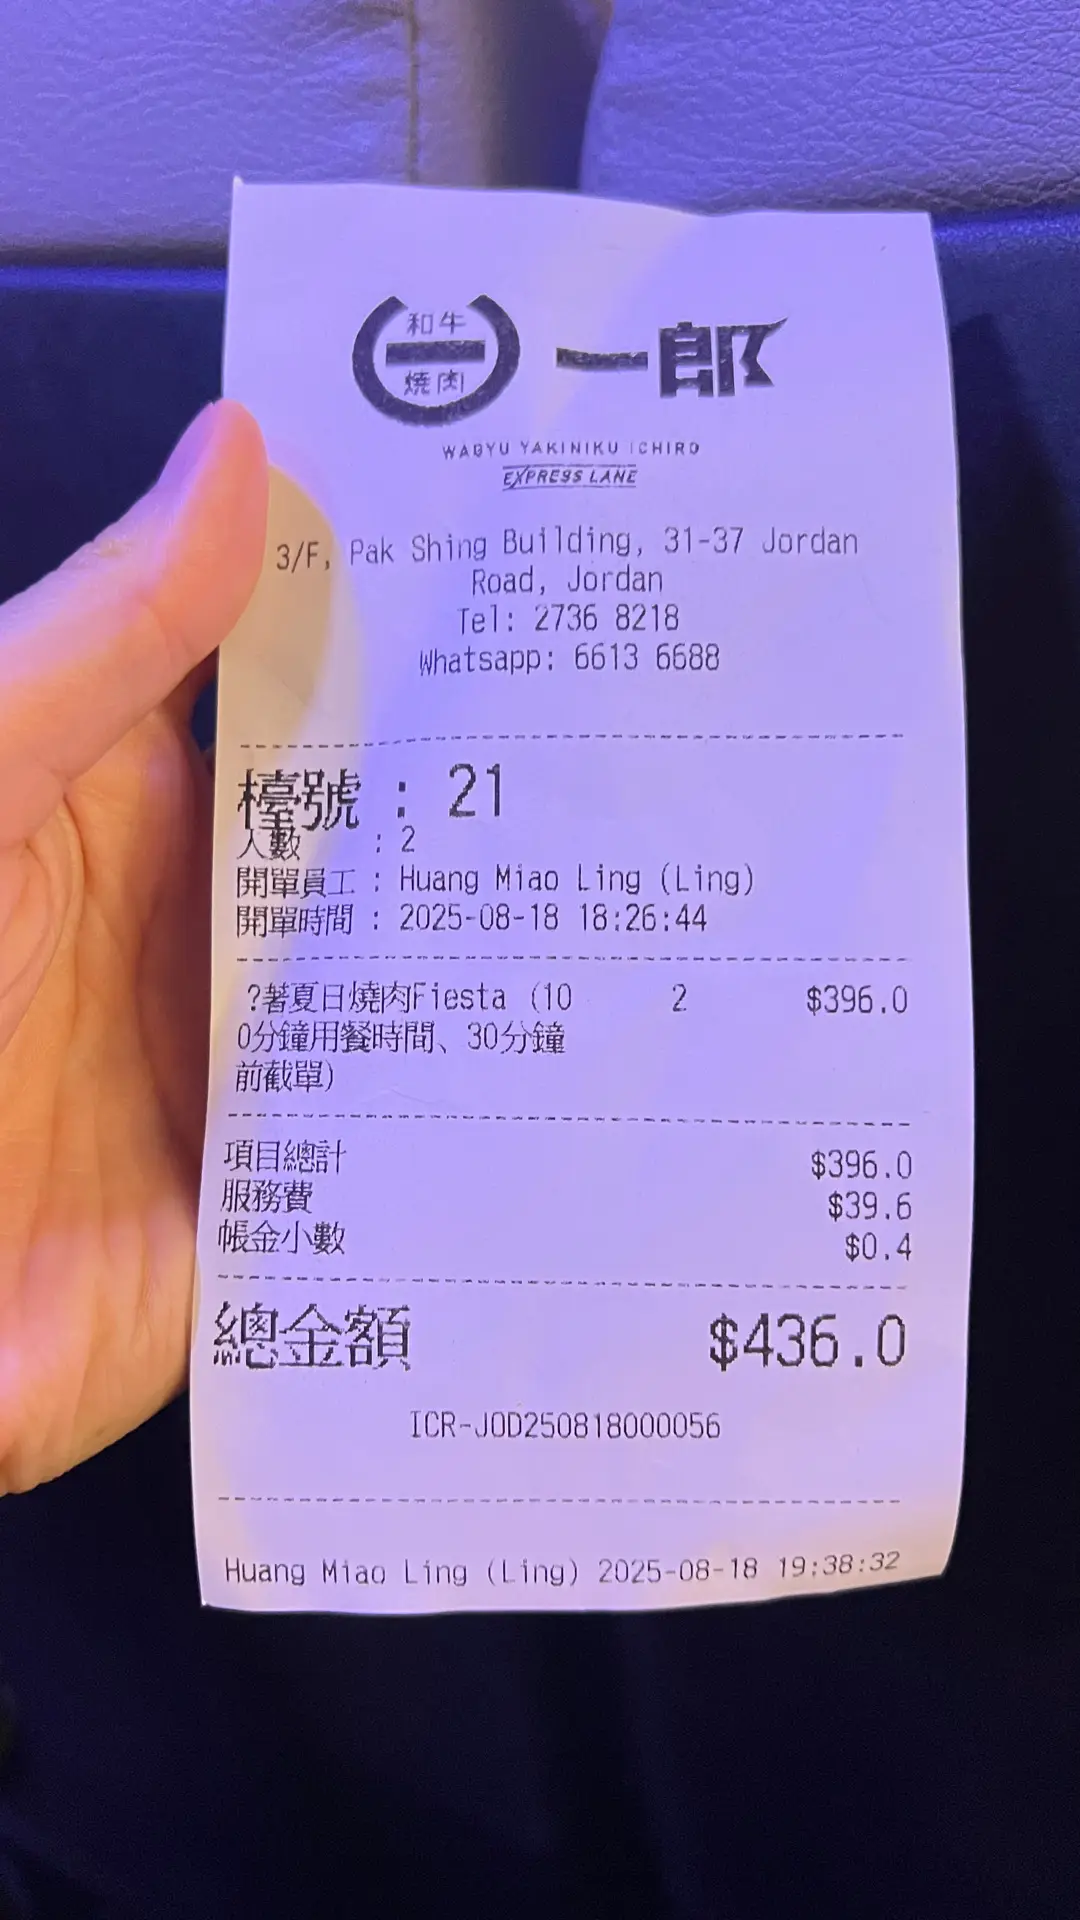 和牛
燒肉
一郎
WAGYU YAKINIKU ICHIRO
EXPRESS LANE
3/F, Pak Shing Building, 31-37 Jordan
Road, Jordan
Tel: 2736 8218
Whatsapp: 6613 6688
檯號 : 21
人數 : 2
開單員工 : Huang Miao Ling (Ling)
開單時間 : 2025-08-18 18:26:44
?著夏日燒肉Fiesta (10 2 $396.0
0分鐘用餐時間、30分鐘
前截單)
項目總計 $396.0
服務費 $39.6
帳金小數 $0.4
總金額 $436.0
ICR-JOD250818000056
Huang Miao Ling (Ling) 2025-08-18 19:38:32